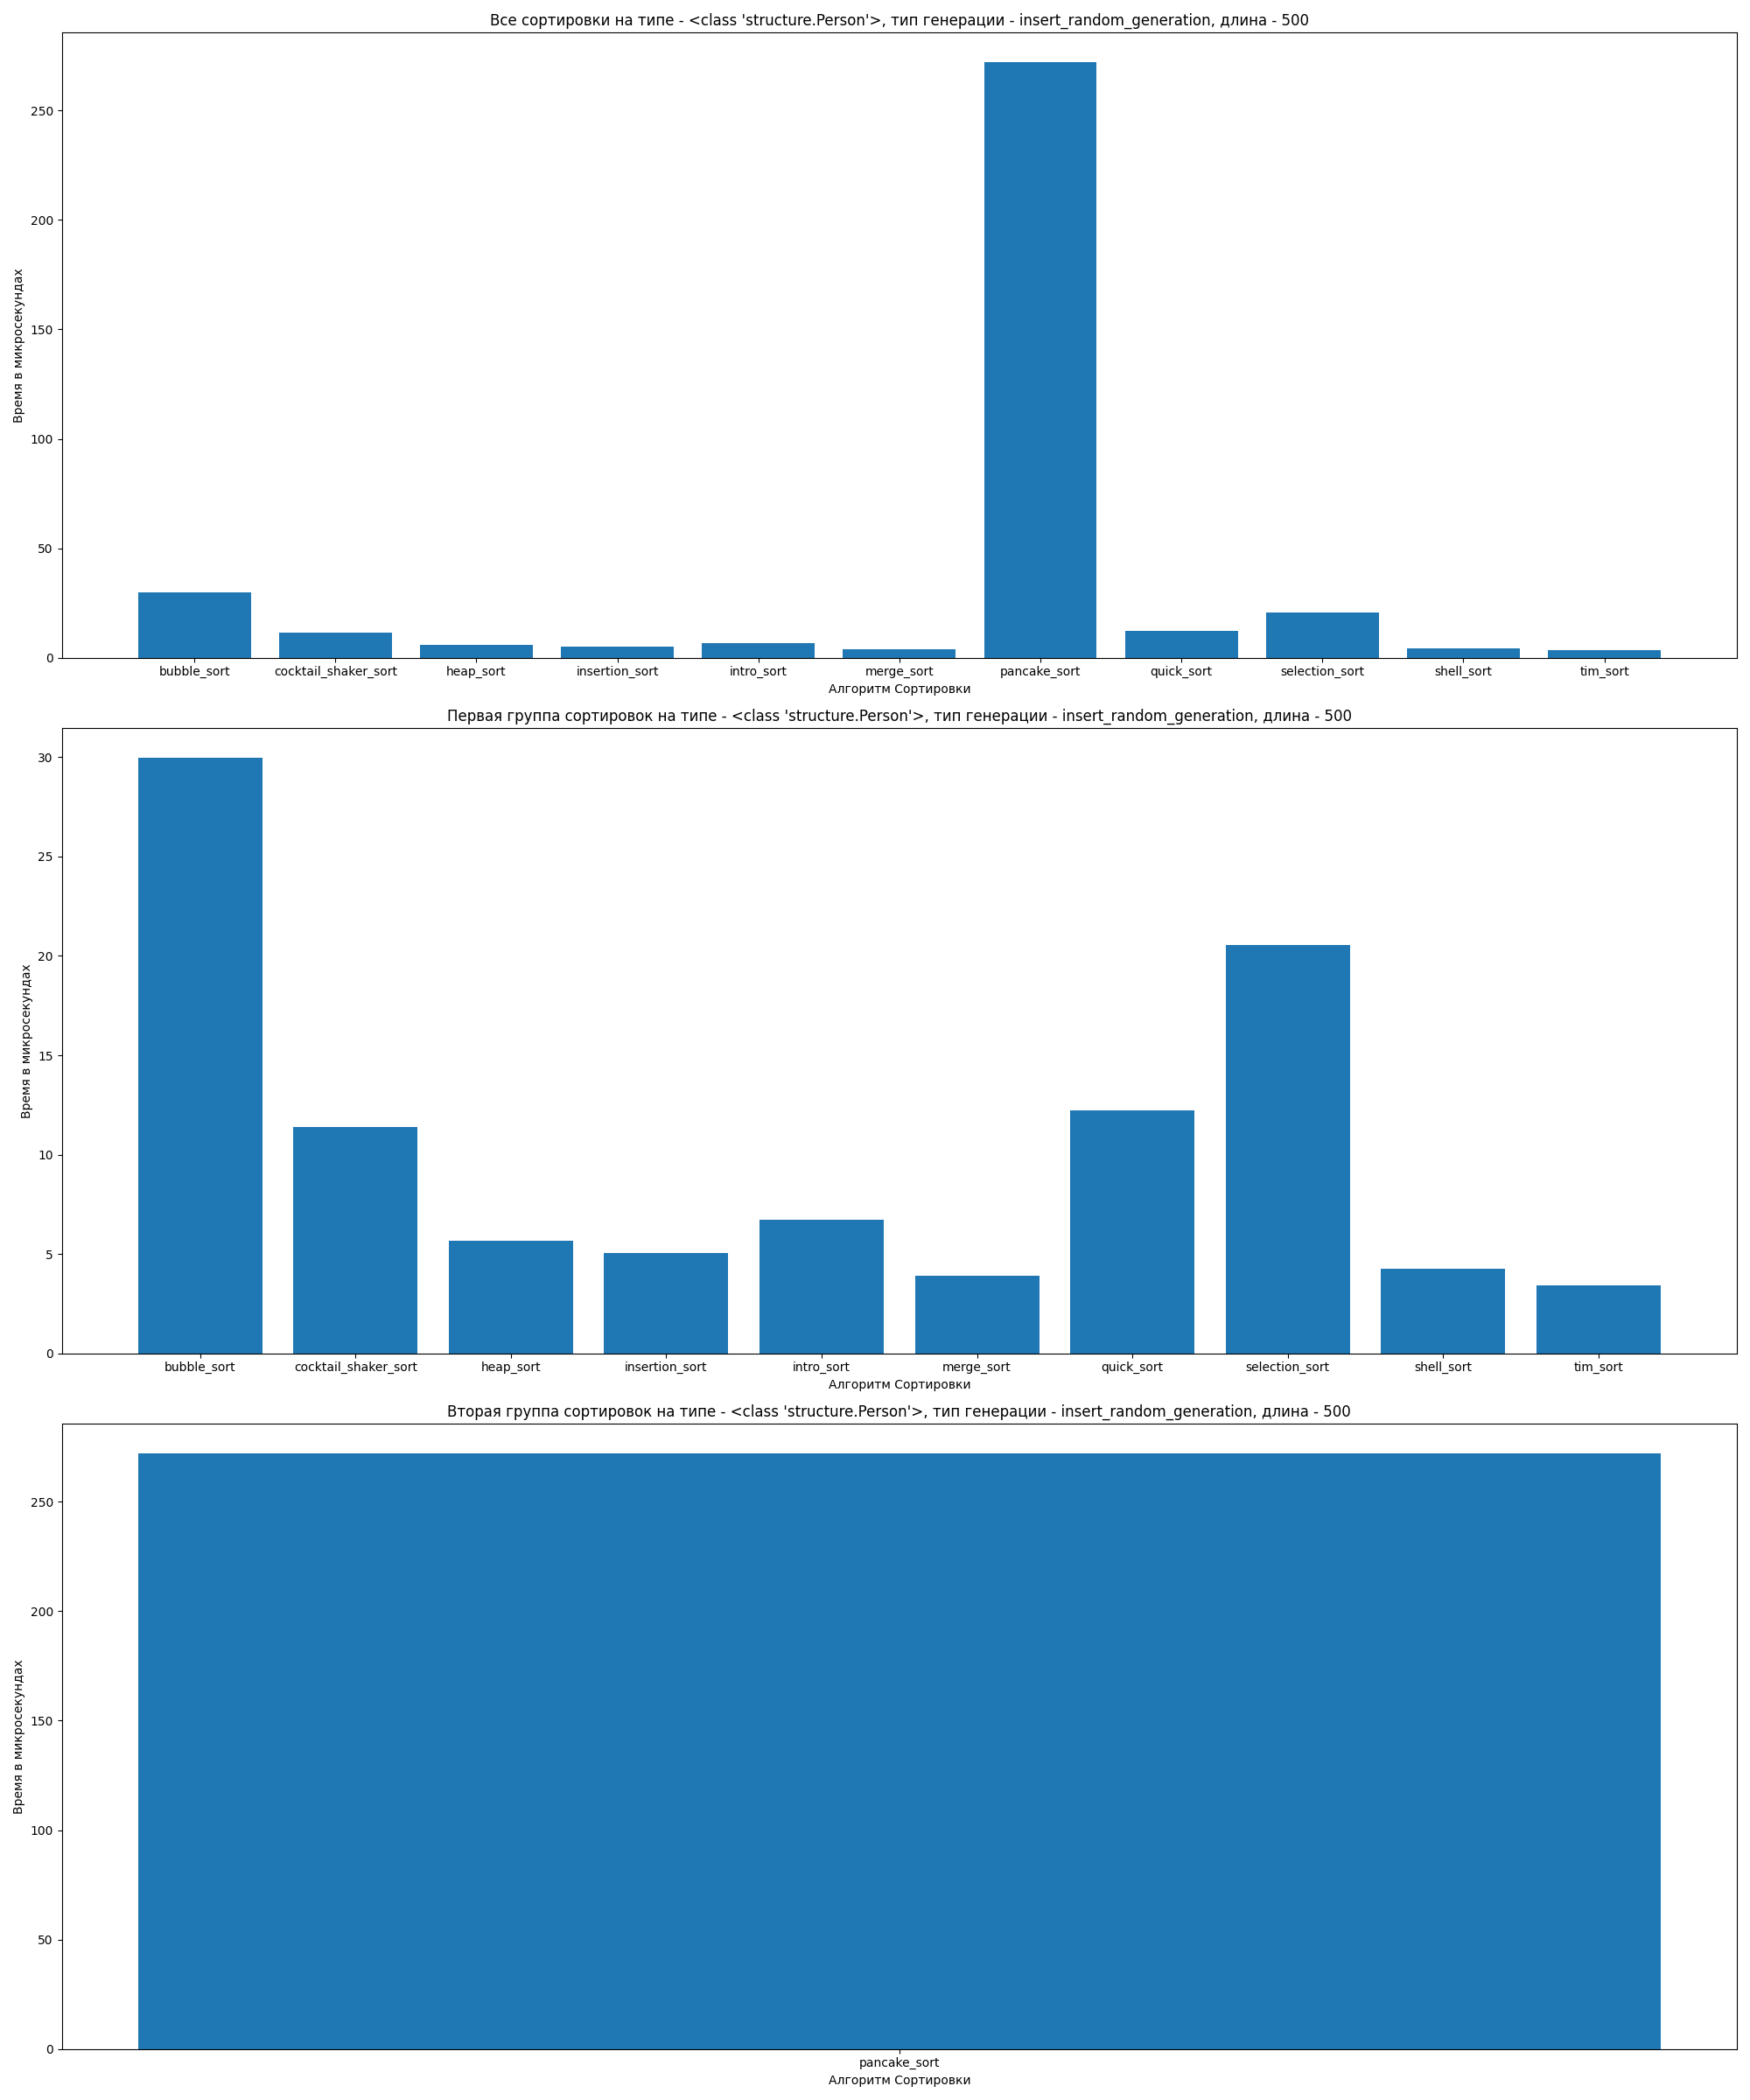 Все сортировки на типе - <class 'structure.Person'>, тип генерации - insert_random_generation, длина - 500
Время в микросекундах
250
200
150
100
50
0
bubble_sort cocktail_shaker_sort heap_sort insertion_sort intro_sort merge_sort pancake_sort quick_sort selection_sort shell_sort tim_sort
Алгоритм Сортировки
Первая группа сортировок на типе - <class 'structure.Person'>, тип генерации - insert_random_generation, длина - 500
Время в микросекундах
30
25
20
15
10
5
0
bubble_sort cocktail_shaker_sort heap_sort insertion_sort intro_sort merge_sort quick_sort selection_sort shell_sort tim_sort
Алгоритм Сортировки
Вторая группа сортировок на типе - <class 'structure.Person'>, тип генерации - insert_random_generation, длина - 500
Время в микросекундах
250
200
150
100
50
0
pancake_sort
Алгоритм Сортировки